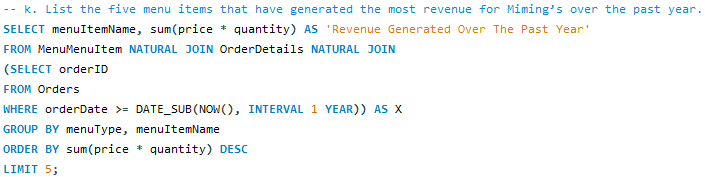 -- k. List the five menu items that have generated the most revenue for Miming’s over the past year.
SELECT menuItemName, sum(price * quantity) AS 'Revenue Generated Over The Past Year'
FROM MenuMenuItem NATURAL JOIN OrderDetails NATURAL JOIN
(SELECT orderID
FROM Orders
WHERE orderDate >= DATE_SUB(NOW(), INTERVAL 1 YEAR)) AS X
GROUP BY menuType, menuItemName
ORDER BY sum(price * quantity) DESC
LIMIT 5;